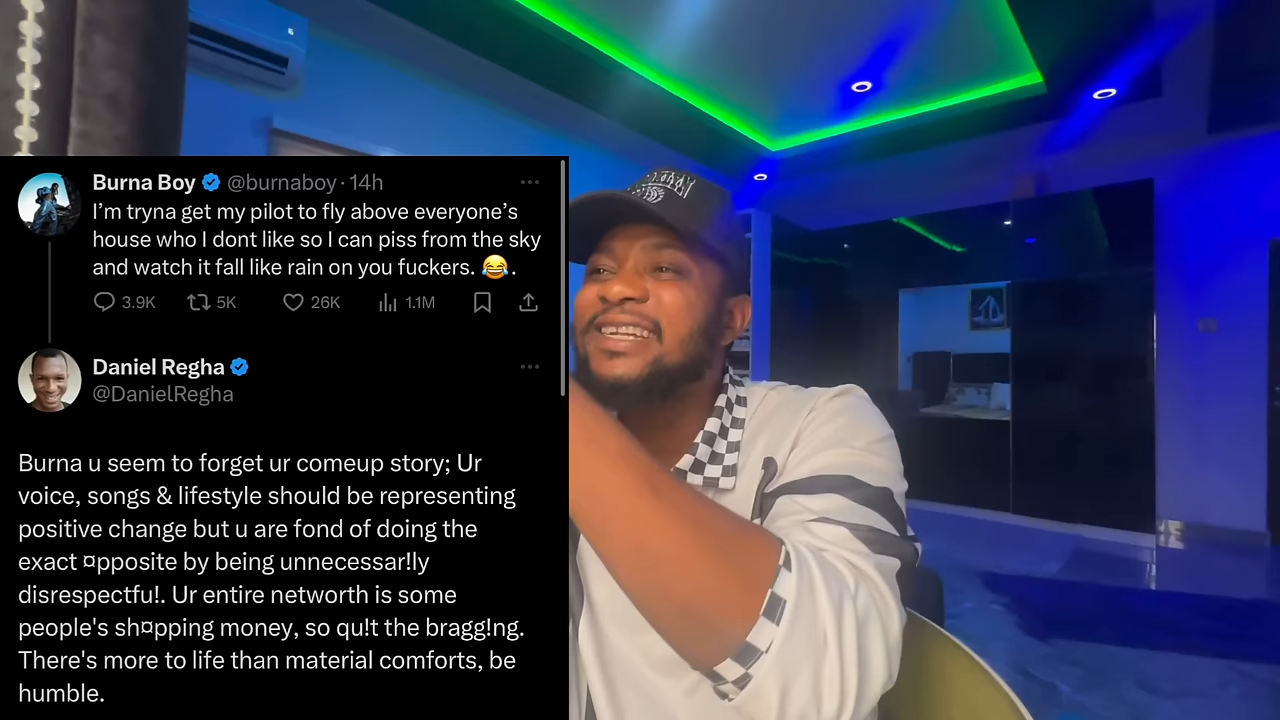 Burna Boy @burnaboy · 14h
I’m tryna get my pilot to fly above everyone’s
house who I dont like so I can piss from the sky
and watch it fall like rain on you fuckers. 😂.
3.9K 5K 26K 1.1M
Daniel Regha
@DanielRegha
Burna u seem to forget ur comeup story; Ur
voice, songs & lifestyle should be representing
positive change but u are fond of doing the
exact ¤pposite by being unnecessar!ly
disrespectfu!. Ur entire networth is some
people's sh¤pping money, so qu!t the bragg!ng.
There's more to life than material comforts, be
humble.